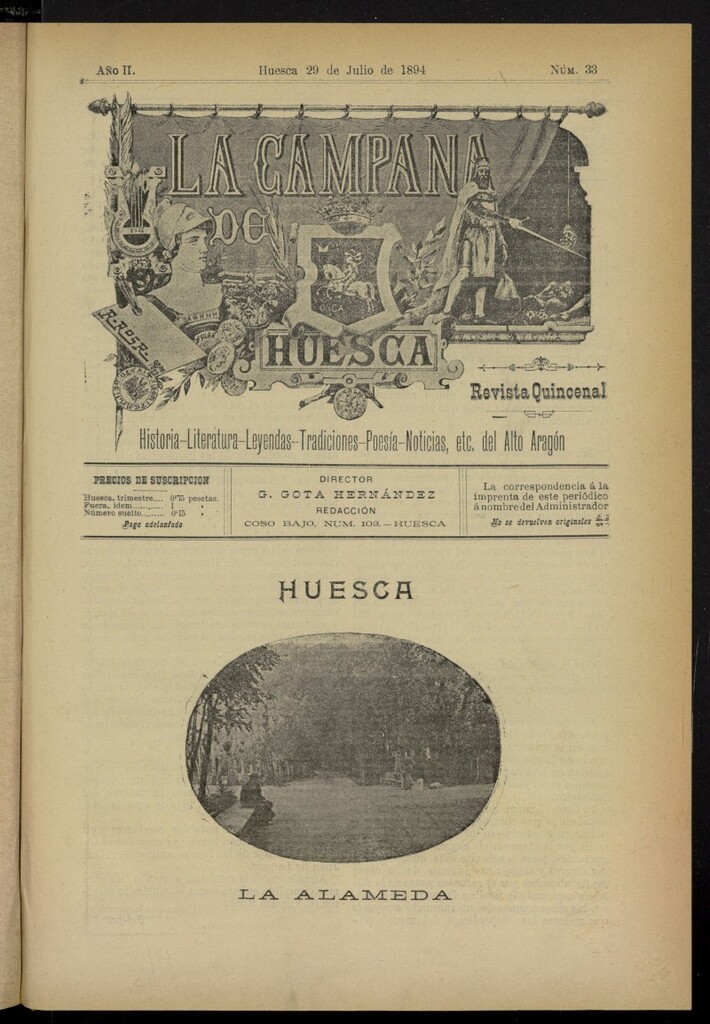 AÑO II.
Huesca 29 de Julio de 1894
NÚM. 33
LA CAMPANA
DE
OSCA
HUESCA
Revista Quincenal
Historia-Literatura-Leyendas-Tradiciones-Poesía-Noticias, etc. del Alto Aragón
PRECIOS DE SUSCRIPCION
Huesca, trimestre.... 0'75 pesetas.
Fuera, idem.......... 1 »
Número suelto........ 0'15 »
Pago adelantado
DIRECTOR
G. GOTA HERNÁNDEZ
REDACCIÓN
COSO BAJO, NUM. 103.—HUESCA
La correspondencia á la
imprenta de este periódico
á nombre del Administrador
No se devuelven originales
HUESCA
LA ALAMEDA